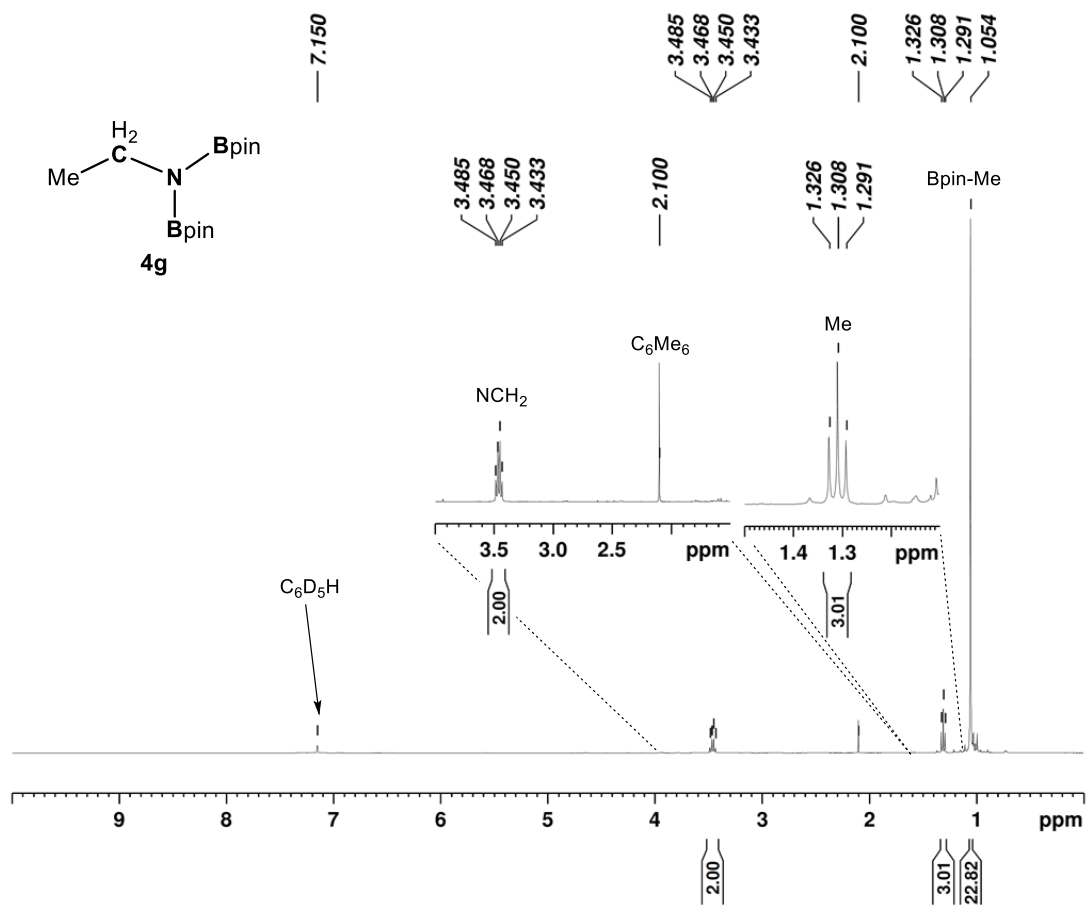 7.150
3.485
3.468
3.450
3.433
2.100
1.326
1.308
1.291
1.054
H2
Me C N Bpin
Bpin
4g
3.485
3.468
3.450
3.433
2.100
1.326
1.308
1.291
Bpin-Me
NCH2
C6Me6
Me
3.5 3.0 2.5 ppm
1.4 1.3 ppm
2.00
3.01
C6D5H
9 8 7 6 5 4 3 2 1 ppm
2.00
3.01
22.82